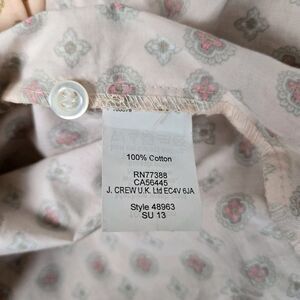 100% Cotton
RN77388
CA56445
J. CREW U.K. Ltd EC4V 6JA
Style 48963
SU 13